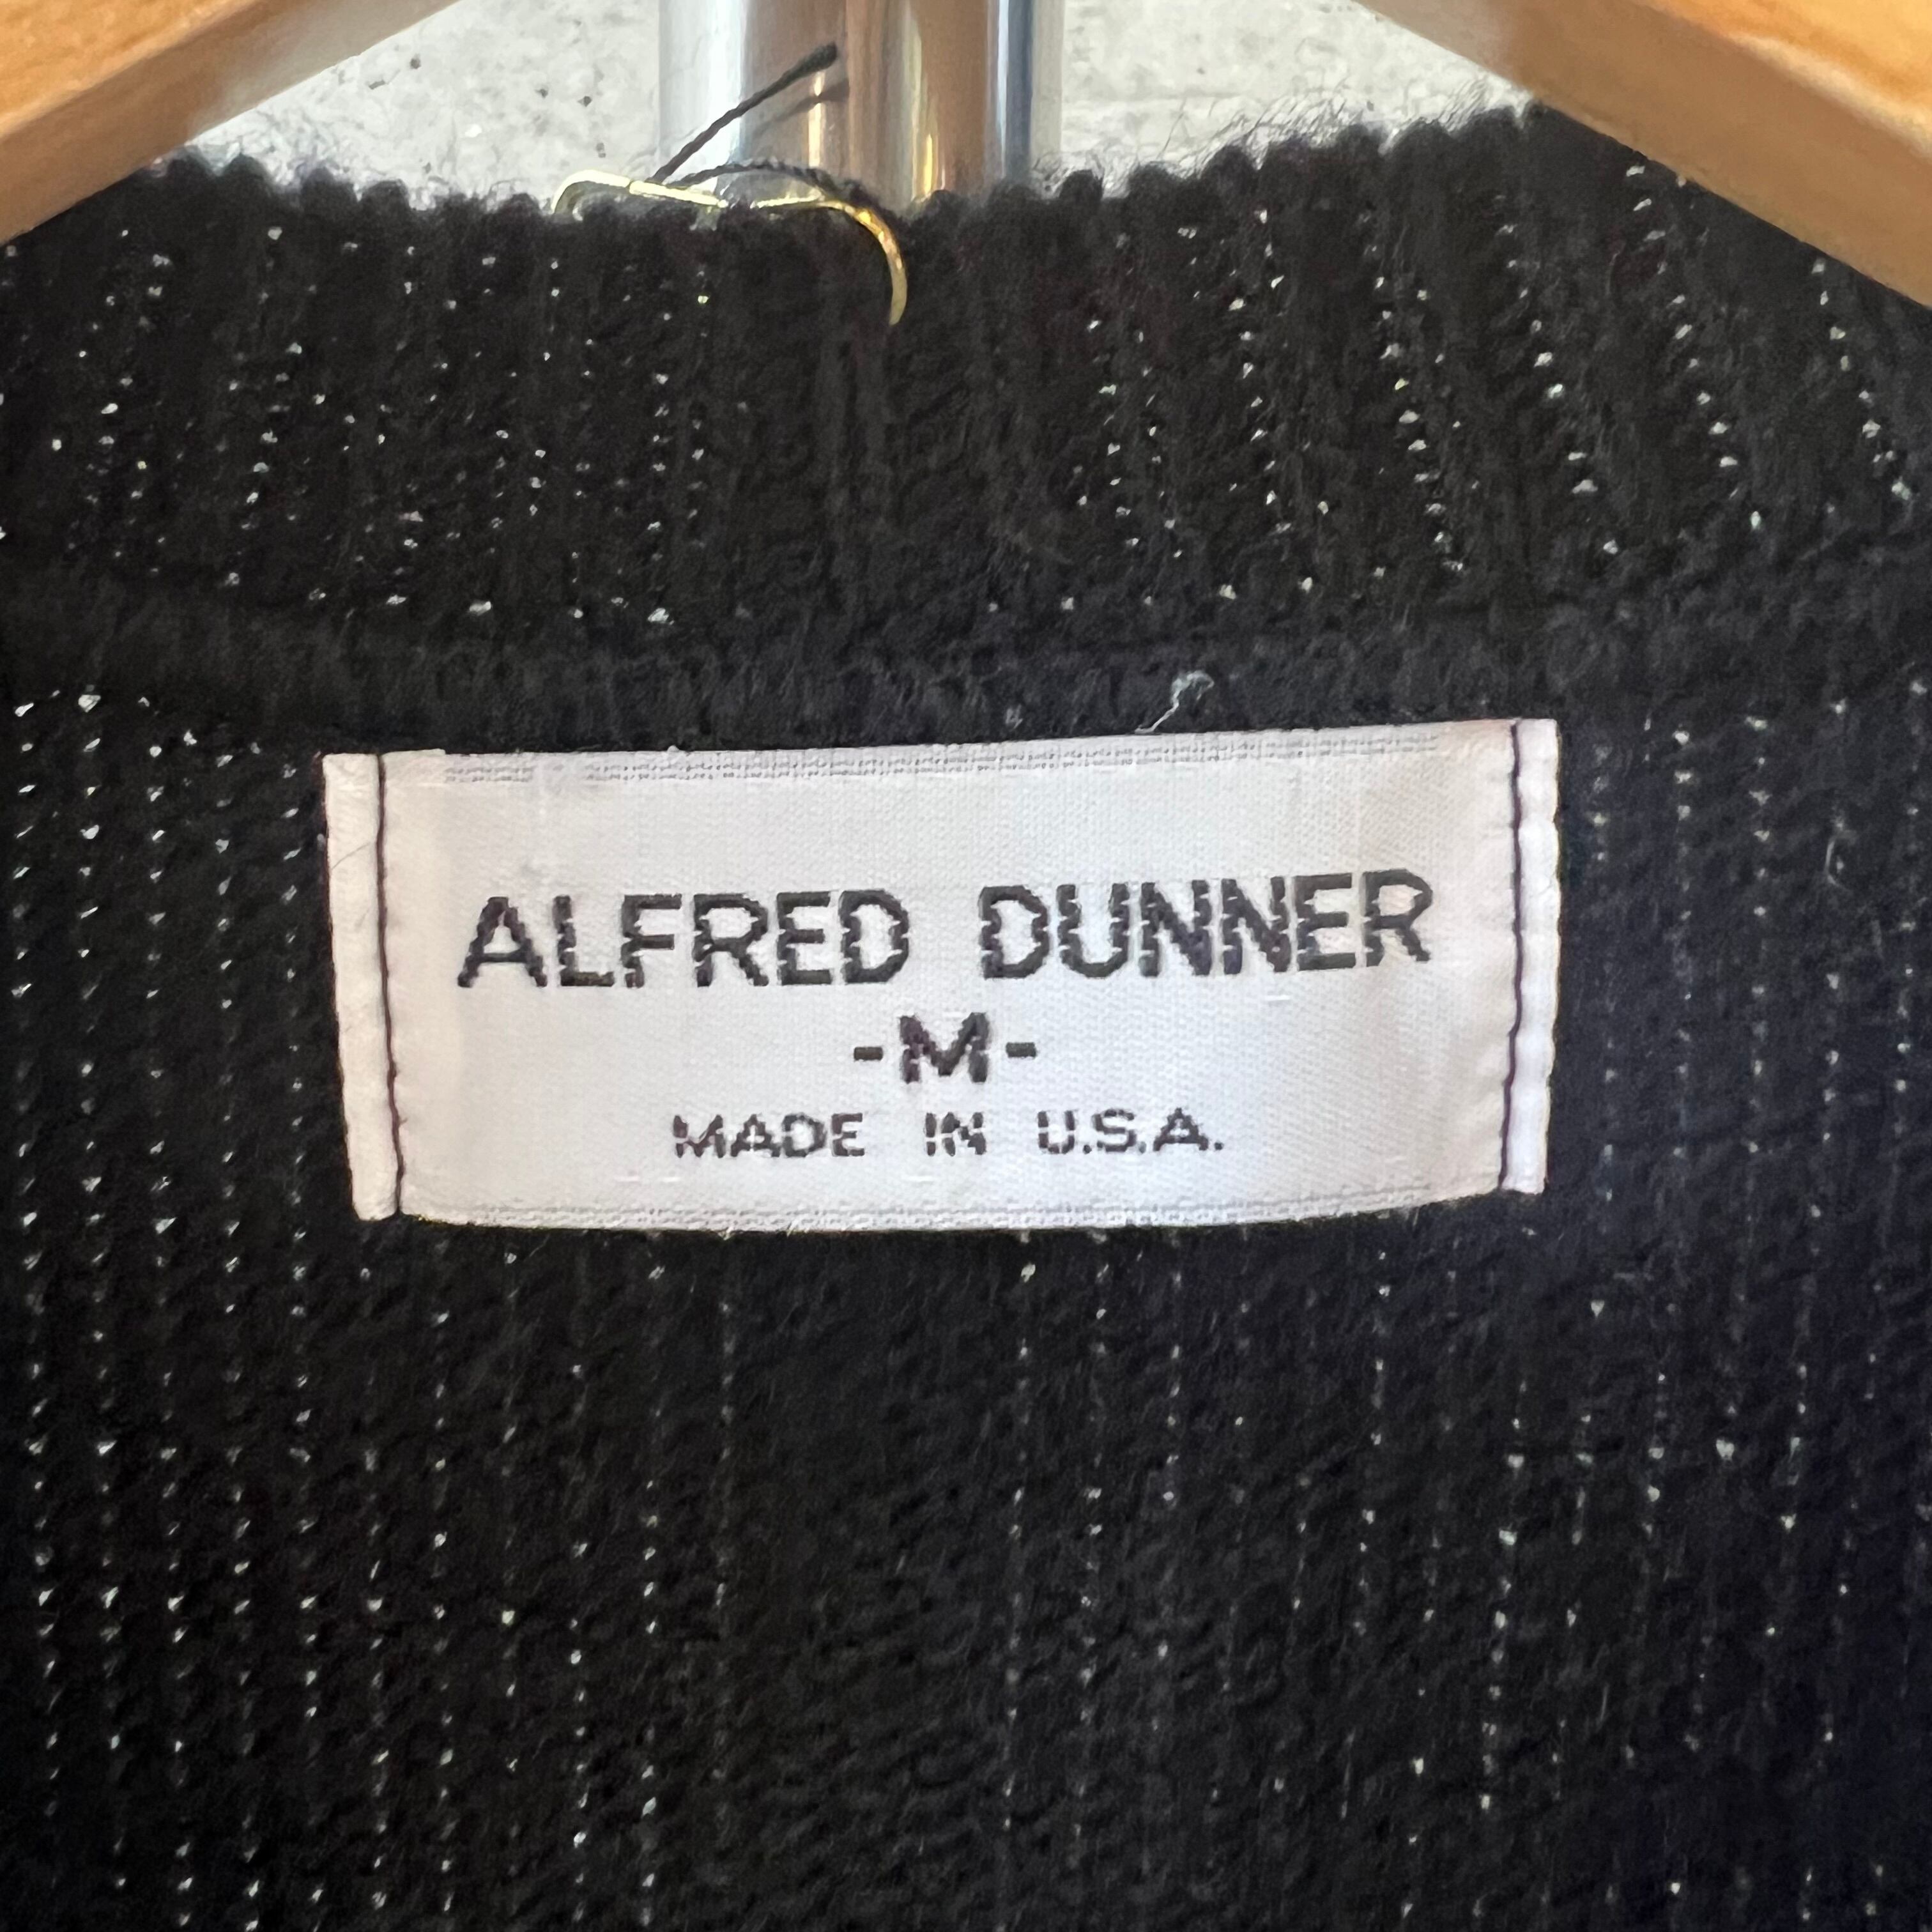 ALFRED DUNNER
-M-
MADE IN U.S.A.